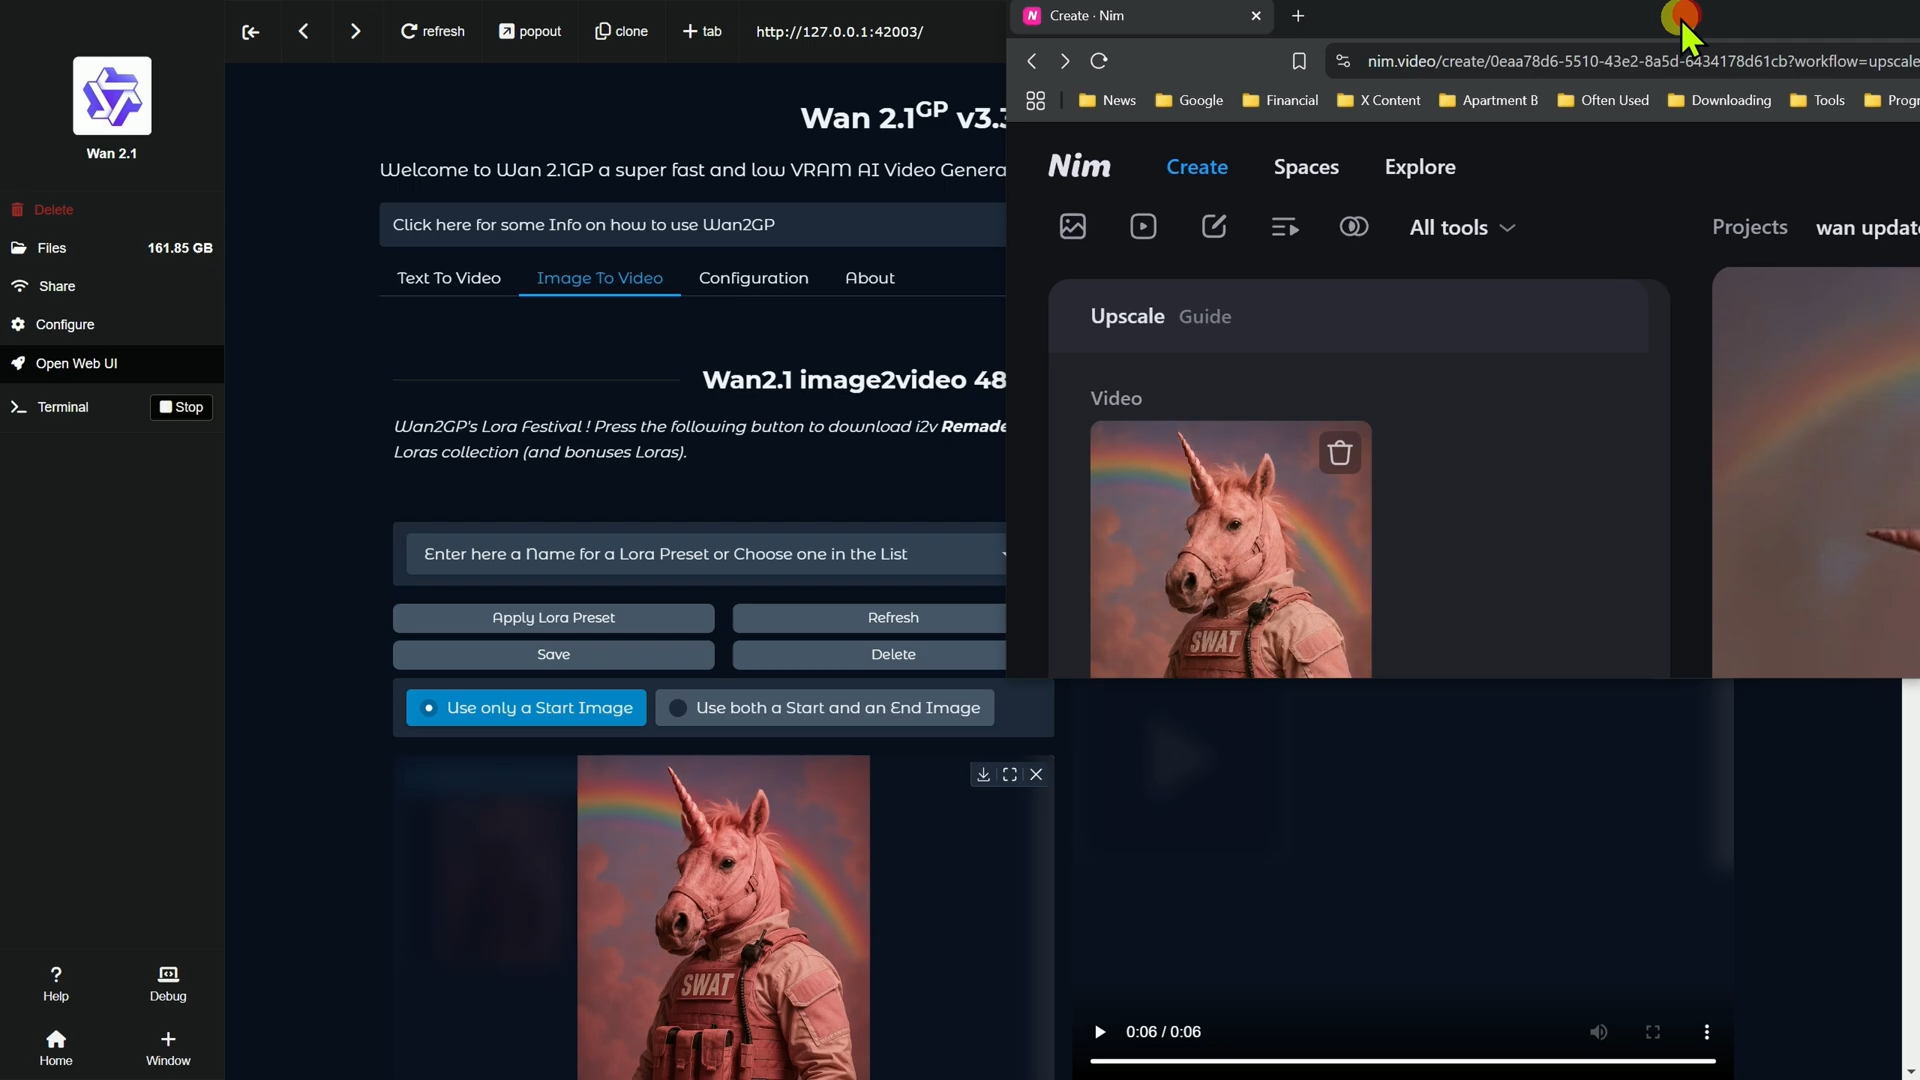 Wan 2.1
Delete
Files 161.85 GB
Share
Configure
Open Web UI
Terminal Stop
Help Debug
Home Window
refresh popout clone tab http://127.0.0.1:42003/
Wan 2.1GP v3.3
Welcome to Wan 2.1GP a super fast and low VRAM AI Video Genera
Click here for some Info on how to use Wan2GP
Text To Video Image To Video Configuration About
Wan2.1 image2video 48
Wan2GP's Lora Festival ! Press the following button to download i2v Remade
Loras collection (and bonuses Loras).
Enter here a Name for a Lora Preset or Choose one in the List
Apply Lora Preset Refresh
Save Delete
Use only a Start Image Use both a Start and an End Image
SWAT
0:06 / 0:06
N Create · Nim
nim.video/create/0eaa78d6-5510-43e2-8a5d-6434178d61cb?workflow=upscale
News Google Financial X Content Apartment B Often Used Downloading Tools Progr
Nim Create Spaces Explore
All tools Projects wan updat
Upscale Guide
Video
SWAT